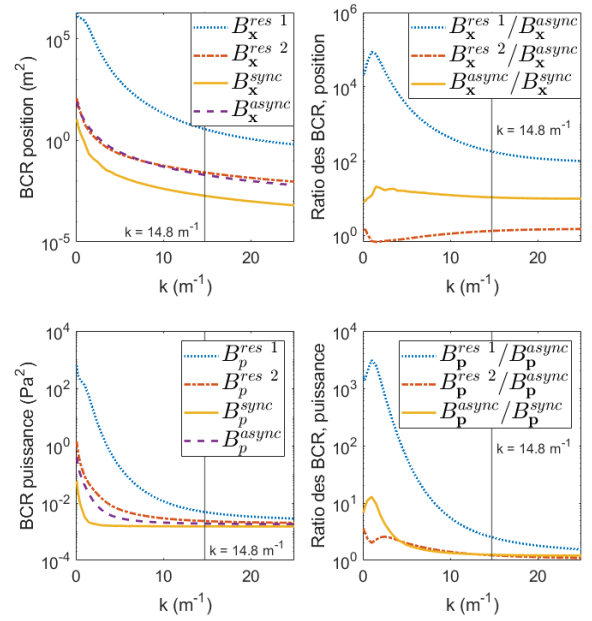 10⁵
10⁰
10⁻⁵
BCR position (m²)
0 10 20
k (m⁻¹)
B_x^{res 1}
B_x^{res 2}
B_x^{sync}
B_x^{async}
k = 14.8 m⁻¹
10⁶
10⁴
10²
10⁰
Ratio des BCR, position
0 10 20
k (m⁻¹)
B_x^{res 1}/B_x^{async}
B_x^{res 2}/B_x^{async}
B_x^{async}/B_x^{sync}
k = 14.8 m⁻¹
10⁴
10²
10⁰
10⁻²
10⁻⁴
BCR puissance (Pa²)
0 10 20
k (m⁻¹)
B_p^{res 1}
B_p^{res 2}
B_p^{sync}
B_p^{async}
k = 14.8 m⁻¹
10⁴
10³
10²
10¹
10⁰
Ratio des BCR, puissance
0 10 20
k (m⁻¹)
B_p^{res 1}/B_p^{async}
B_p^{res 2}/B_p^{async}
B_p^{async}/B_p^{sync}
k = 14.8 m⁻¹